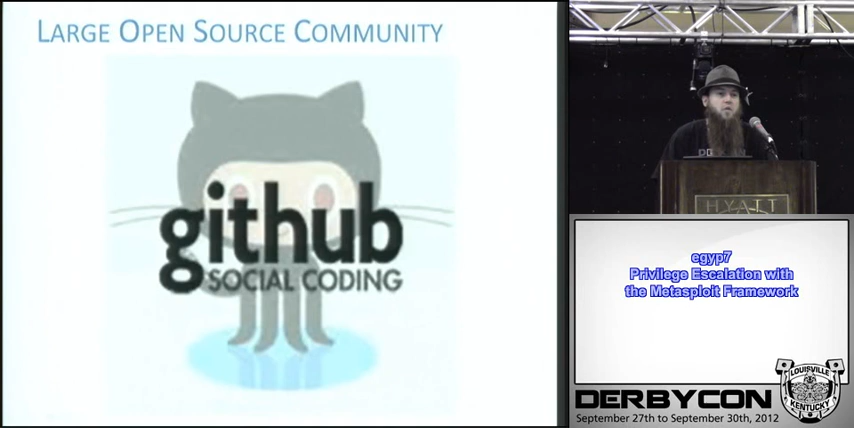 LARGE OPEN SOURCE COMMUNITY
github
SOCIAL CODING
HYATT
egyp7
Privilege Escalation with
the Metasploit Framework
DERBYCON
LOUISVILLE
KENTUCKY
September 27th to September 30th, 2012